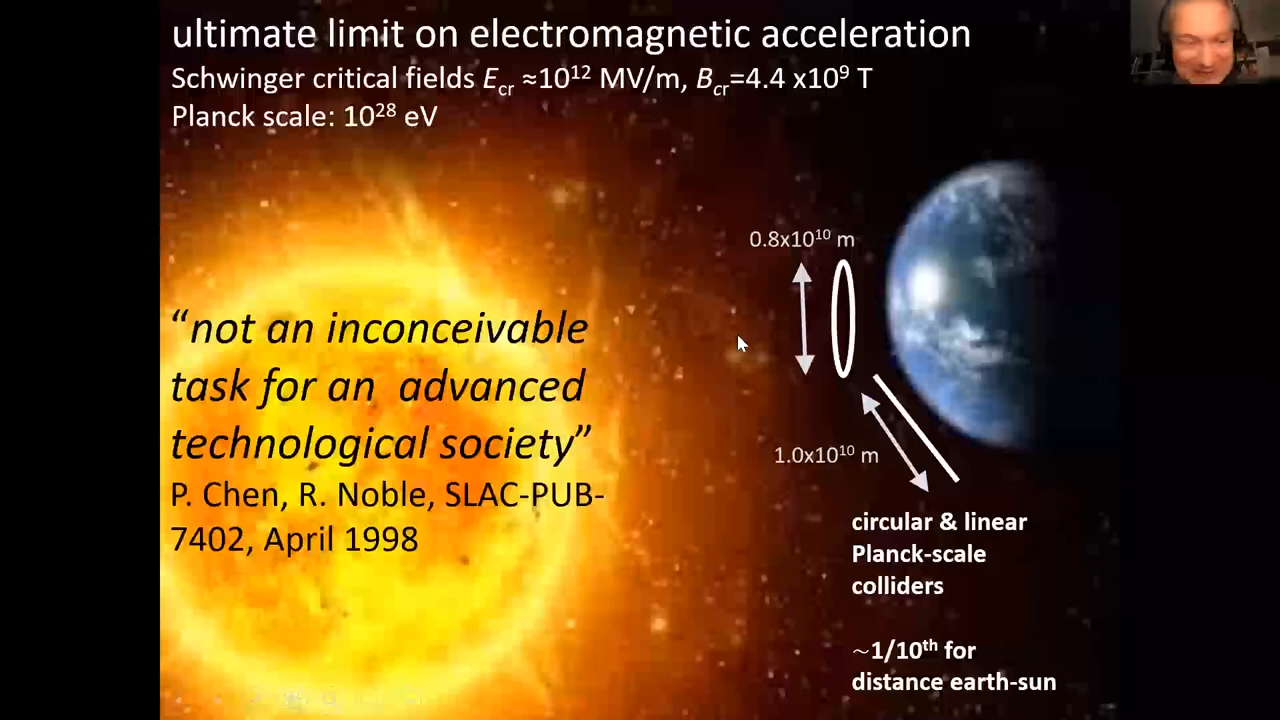 ultimate limit on electromagnetic acceleration
Schwinger critical fields E_cr ≈10¹² MV/m, B_cr=4.4 x10⁹ T
Planck scale: 10²⁸ eV
0.8x10¹⁰ m
“not an inconceivable
task for an advanced
technological society”
P. Chen, R. Noble, SLAC-PUB-
7402, April 1998
1.0x10¹⁰ m
circular & linear
Planck-scale
colliders
~1/10ᵗʰ for
distance earth-sun